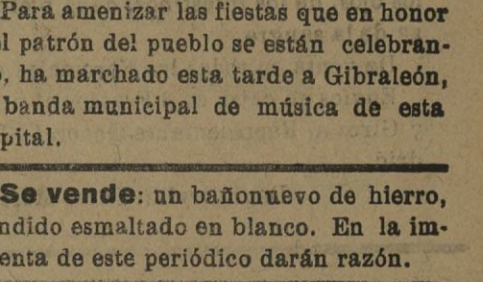 Para amenizar las fiestas que en honor
l patrón del pueblo se están celebran-
, ha marchado esta tarde a Gibraleón,
banda municipal de música de esta
pital.
Se vende: un bañonuevo de hierro,
ndido esmaltado en blanco. En la im-
enta de este periódico darán razón.